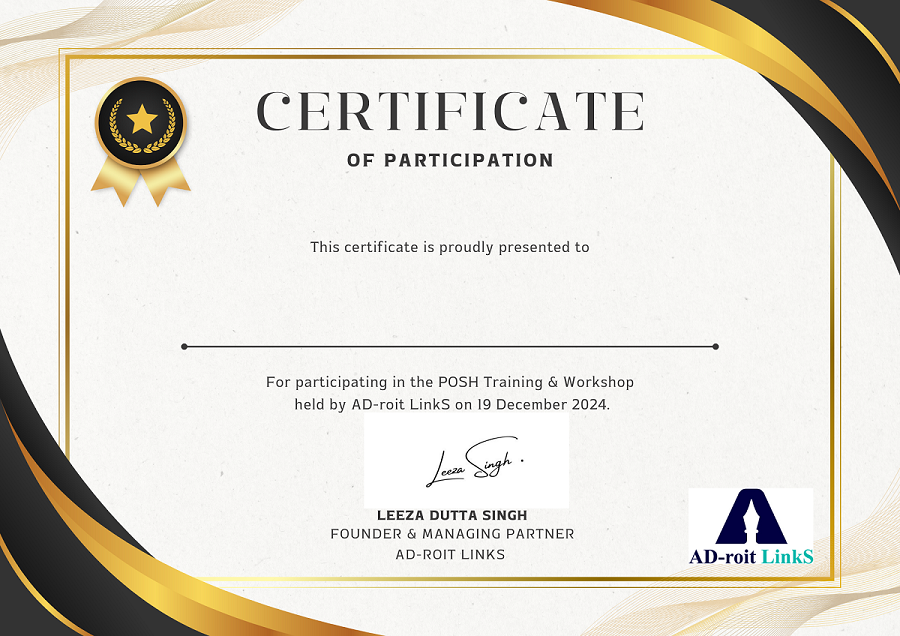 CERTIFICATE
OF PARTICIPATION
This certificate is proudly presented to
For participating in the POSH Training & Workshop
held by AD-roit LinkS on 19 December 2024.
Leeza Singh .
LEEZA DUTTA SINGH
FOUNDER & MANAGING PARTNER
AD-ROIT LINKS
AD-roit LinkS